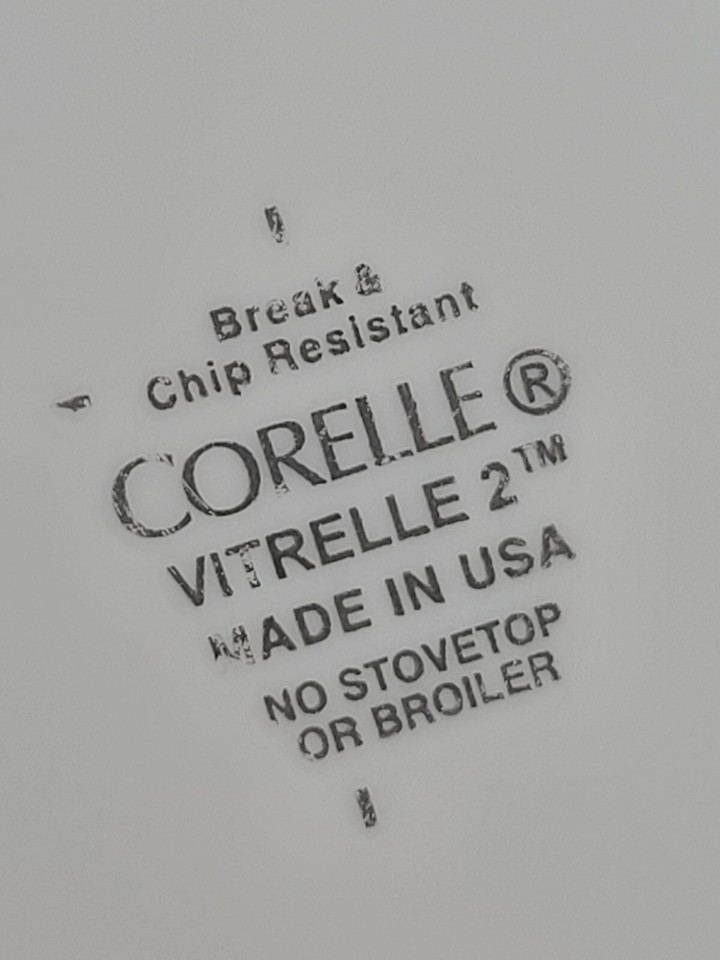 Break &
Chip Resistant
CORELLE ®
VITRELLE 2™
MADE IN USA
NO STOVETOP
OR BROILER